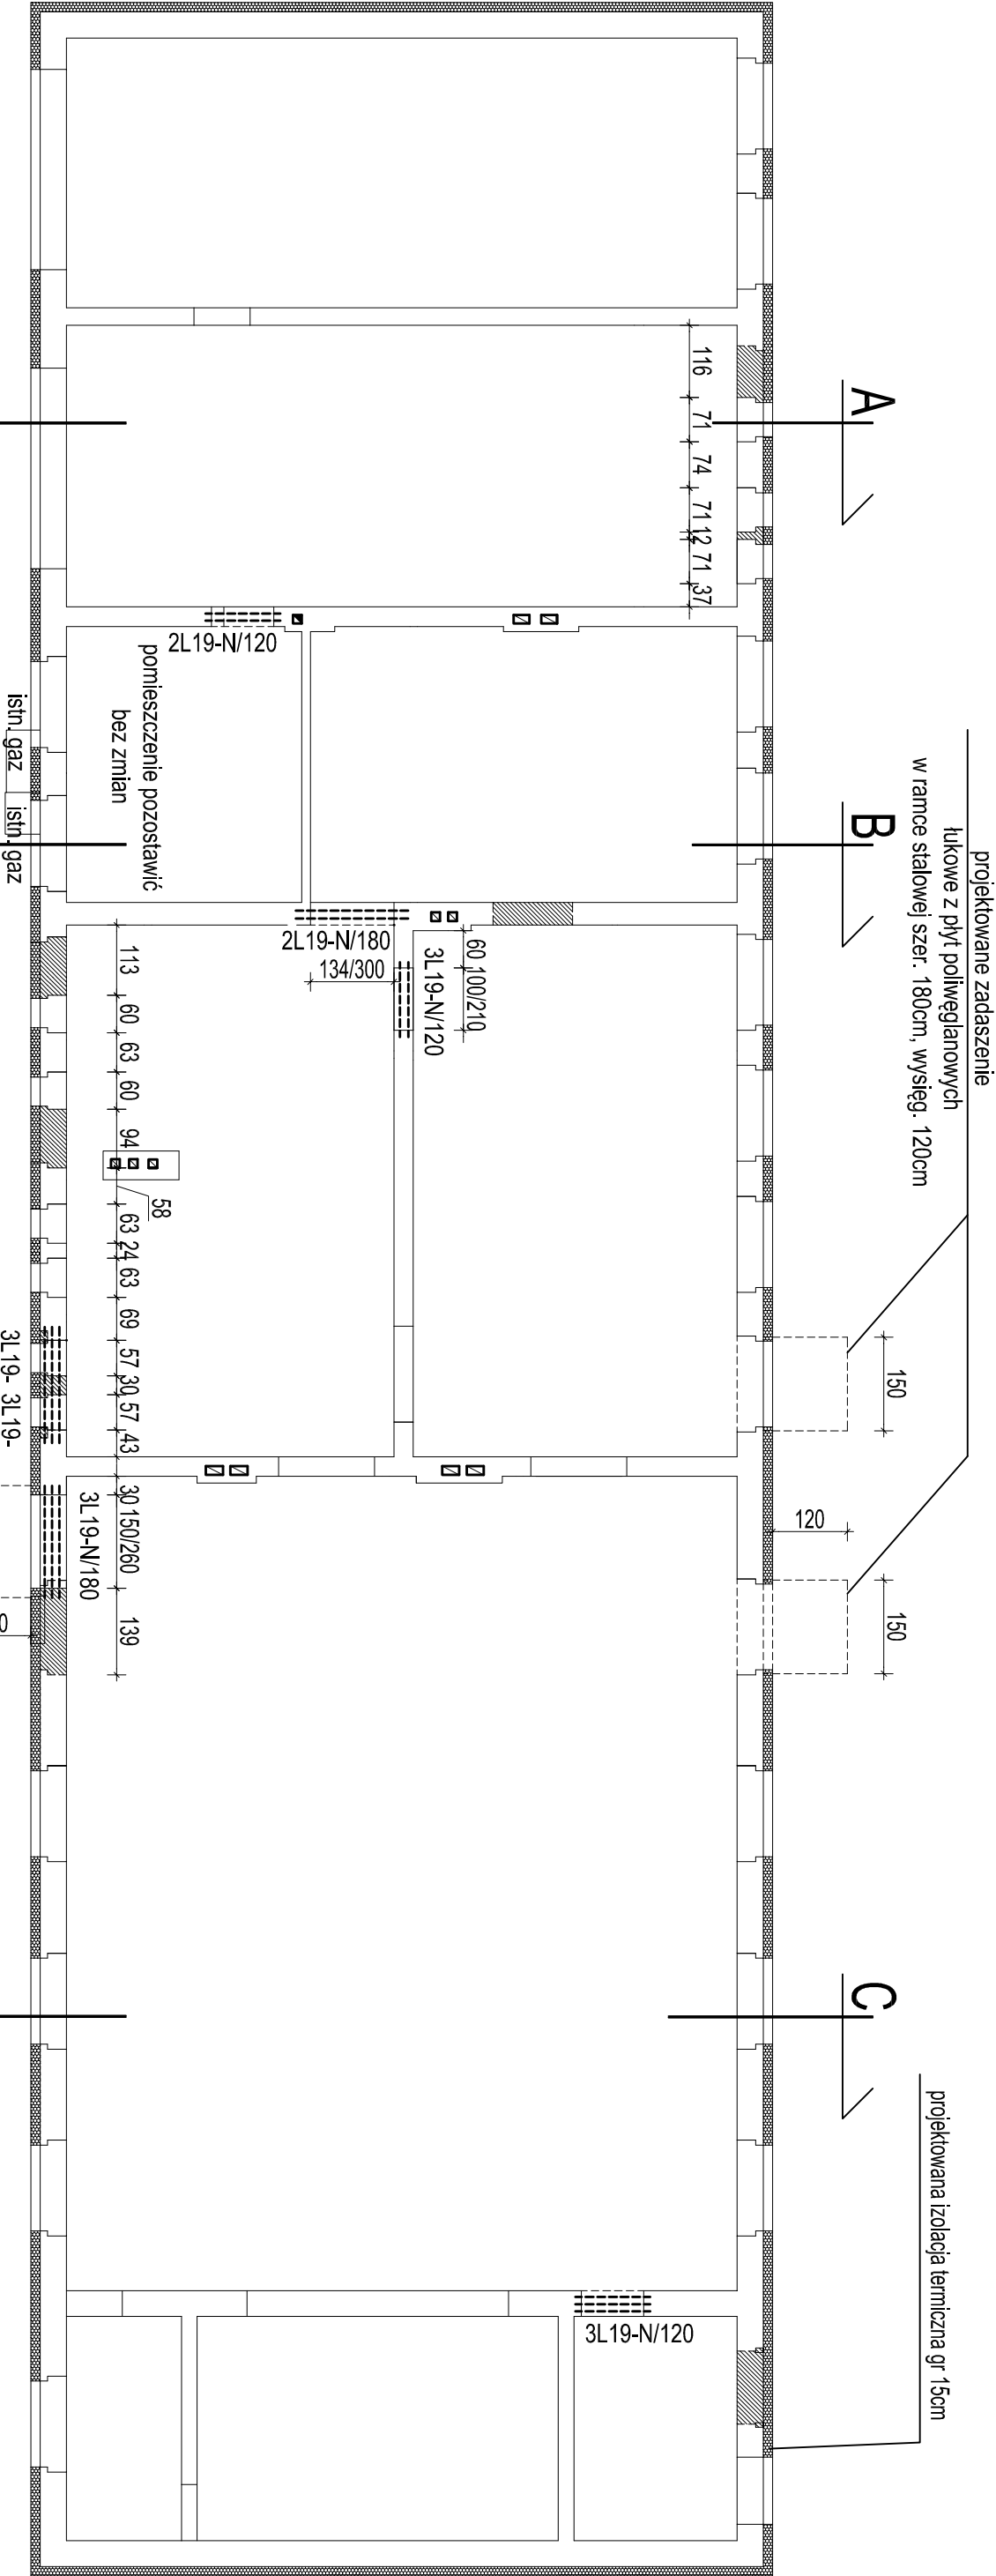 projektowane zadaszenie
łukowe z płyt poliwęglanowych
w ramce stalowej szer. 180cm, wysięg. 120cm
projektowana izolacja termiczna gr 15cm
A
B
C
150
120
150
116
71
74
71
12
71
37
2L19-N/120
pomieszczenie pozostawić
bez zmian
istn. gaz
istn. gaz
2L19-N/180
134/300
3L19-N/120
60
100/210
113
60
63
60
94
58
63
24
63
69
57
30
57
43
30
150/260
139
3L19-N/180
3L19-
3L19-
3L19-N/120